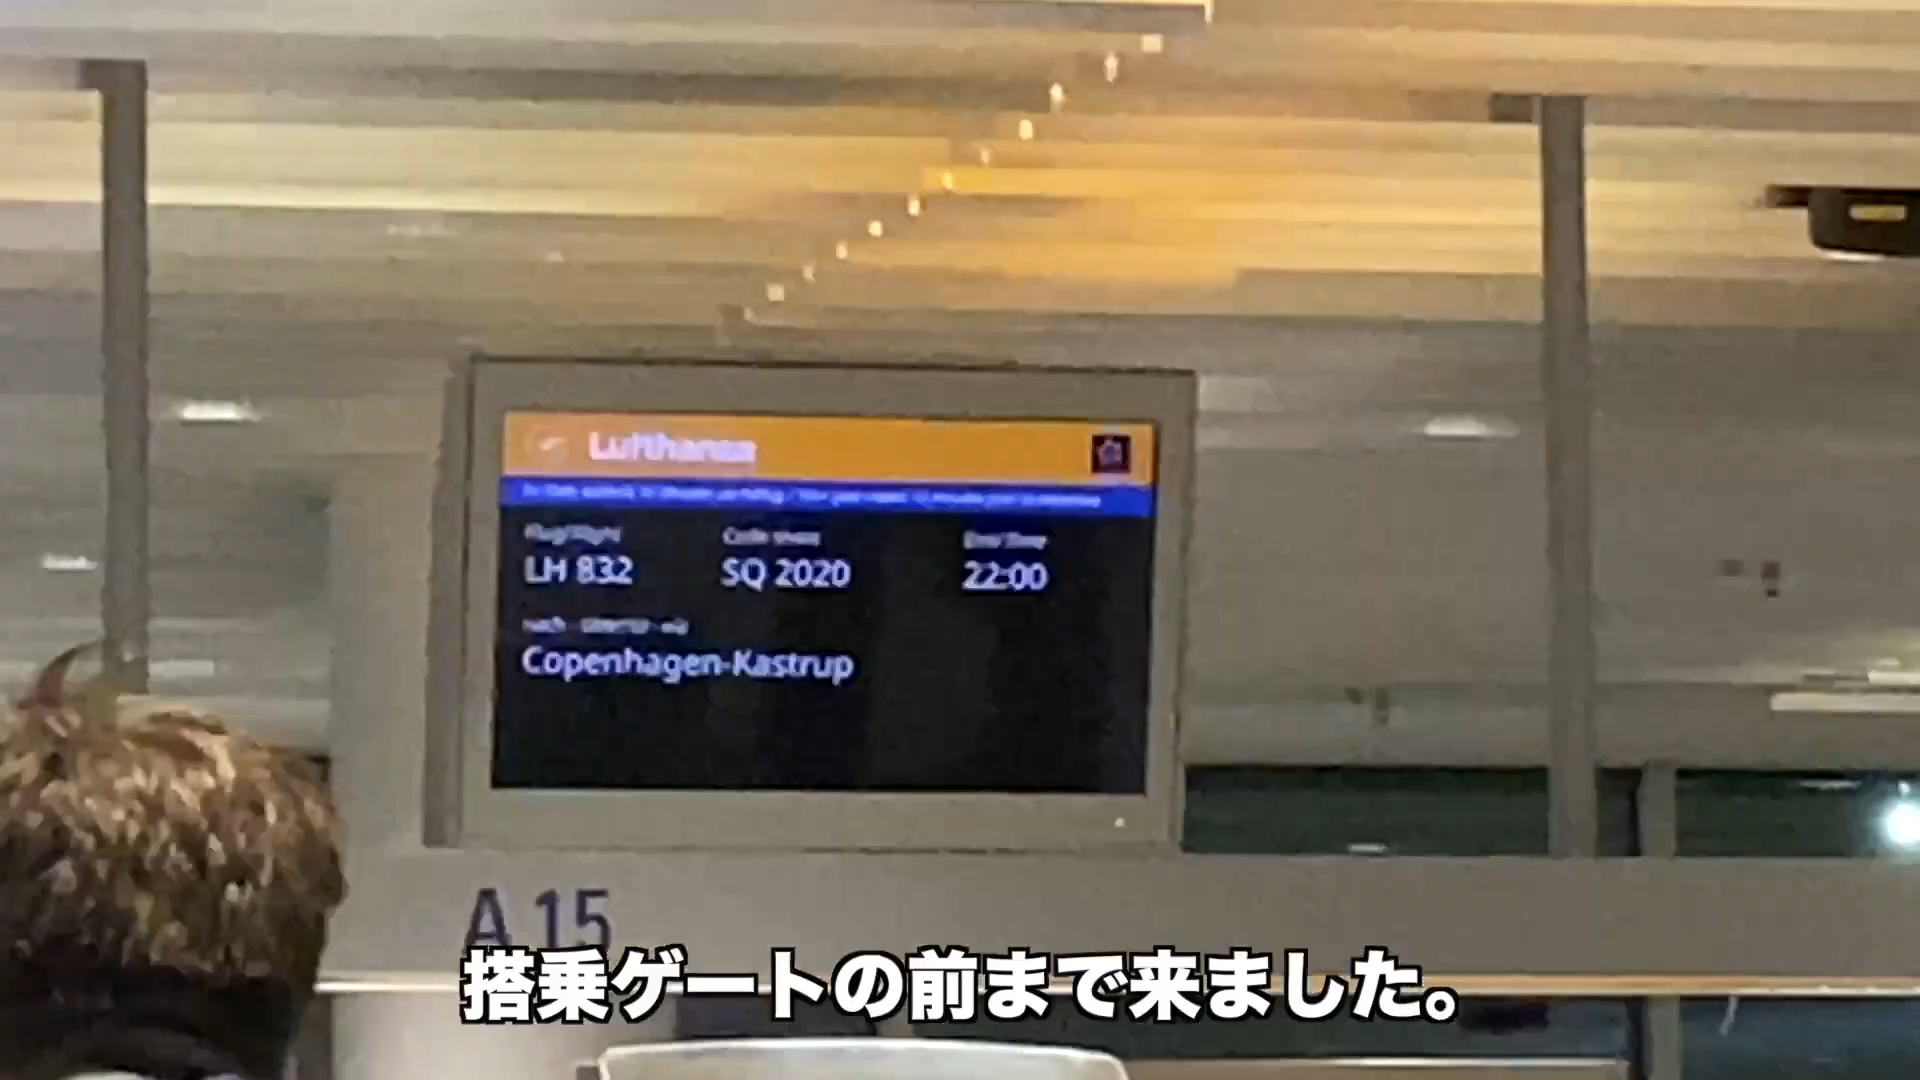 Lufthansa
LH 832 SQ 2020 22:00
Copenhagen-Kastrup
A 15
搭乗ゲートの前まで来ました。